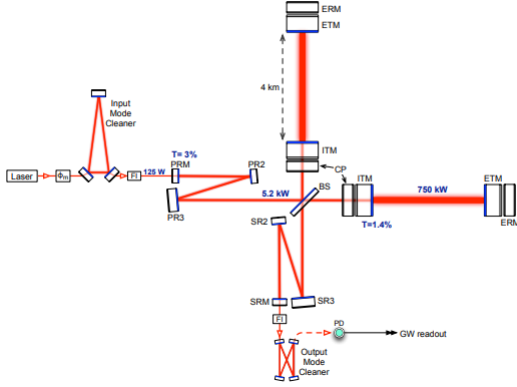 ERM
ETM
4 km
Input
Mode
Cleaner
ITM
T= 3%
PRM
PR2
CP
Laser
Φm
FI
125 W
BS
ITM
750 kW
ETM
5.2 kW
PR3
SR2
T=1.4%
ERM
SRM
SR3
FI
PD
GW readout
Output
Mode
Cleaner